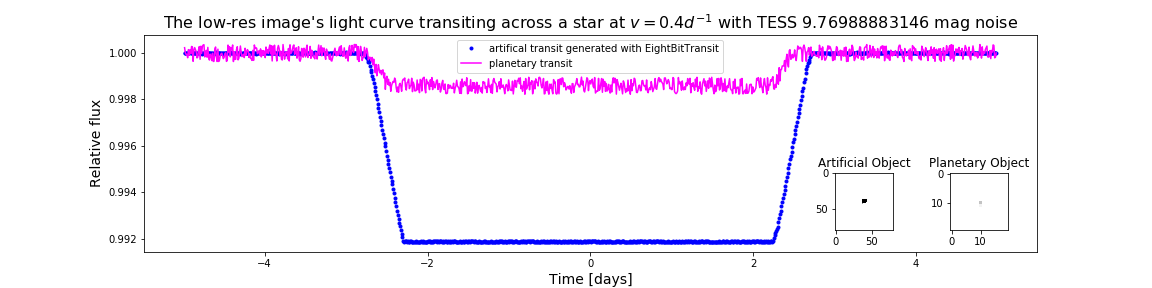 The low-res image's light curve transiting across a star at v = 0.4d⁻¹ with TESS 9.76988883146 mag noise
artifical transit generated with EightBitTransit
planetary transit
Relative flux
1.000
0.998
0.996
0.994
0.992
Artificial Object
0
50
0
50
Planetary Object
0
10
0
10
−4
−2
0
2
4
Time [days]